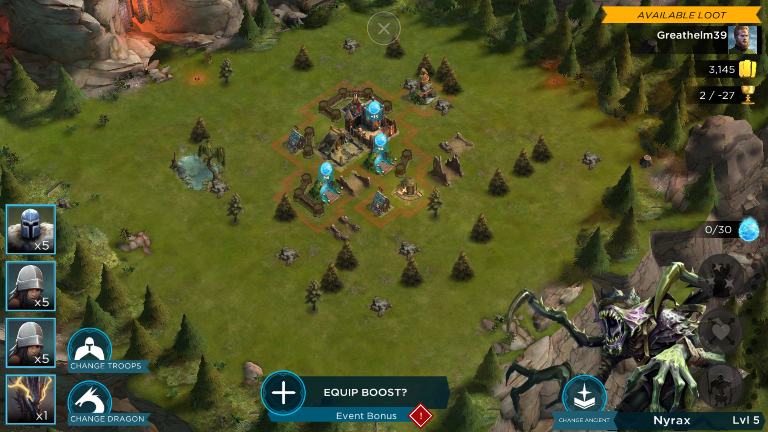 AVAILABLE LOOT
Greathelm39
3,145
2 / -27
x5
0/30
x5
x5
CHANGE TROOPS
x1
CHANGE DRAGON
EQUIP BOOST?
Event Bonus
!
CHANGE ANCIENT
Nyrax
Lvl 5